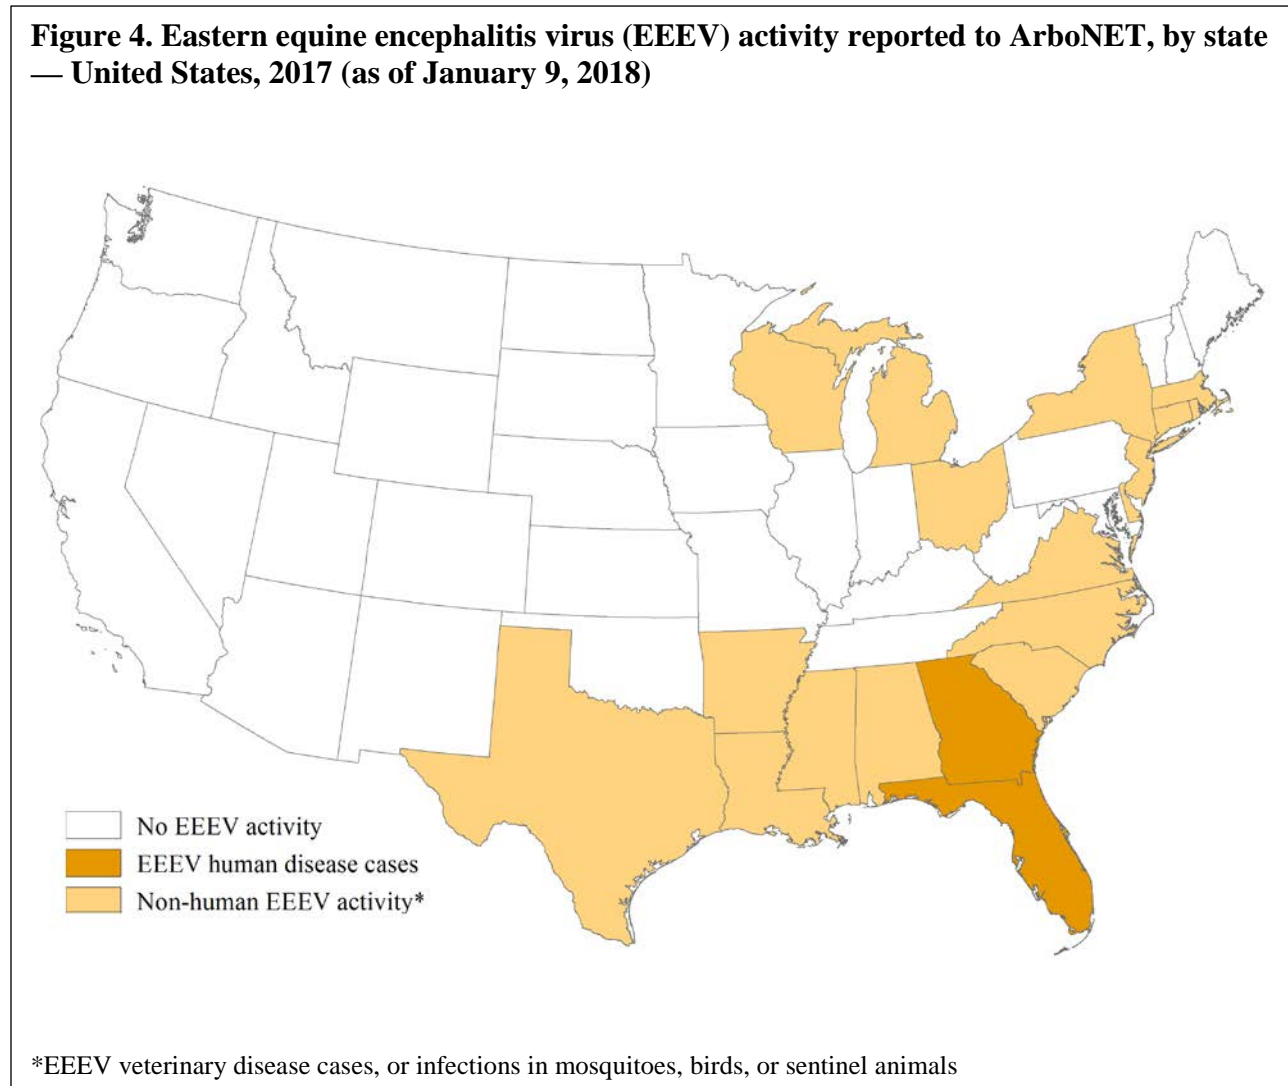 Figure 4. Eastern equine encephalitis virus (EEEV) activity reported to ArboNET, by state
— United States, 2017 (as of January 9, 2018)
No EEEV activity
EEEV human disease cases
Non-human EEEV activity*
*EEEV veterinary disease cases, or infections in mosquitoes, birds, or sentinel animals